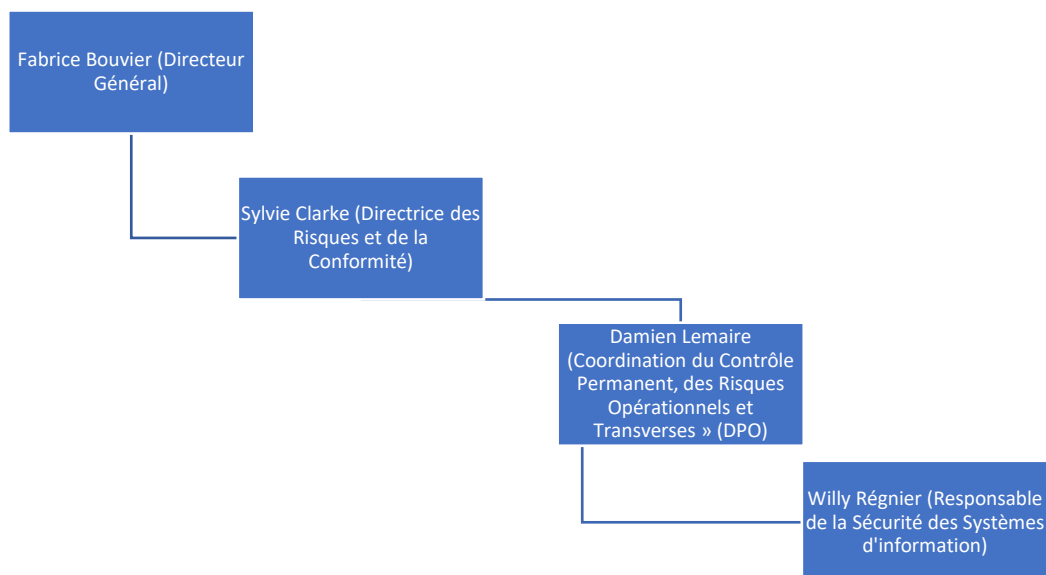 Fabrice Bouvier (Directeur
Général)
Sylvie Clarke (Directrice des
Risques et de la
Conformité)
Damien Lemaire
(Coordination du Contrôle
Permanent, des Risques
Opérationnels et
Transverses » (DPO)
Willy Régnier (Responsable
de la Sécurité des Systèmes
d'information)